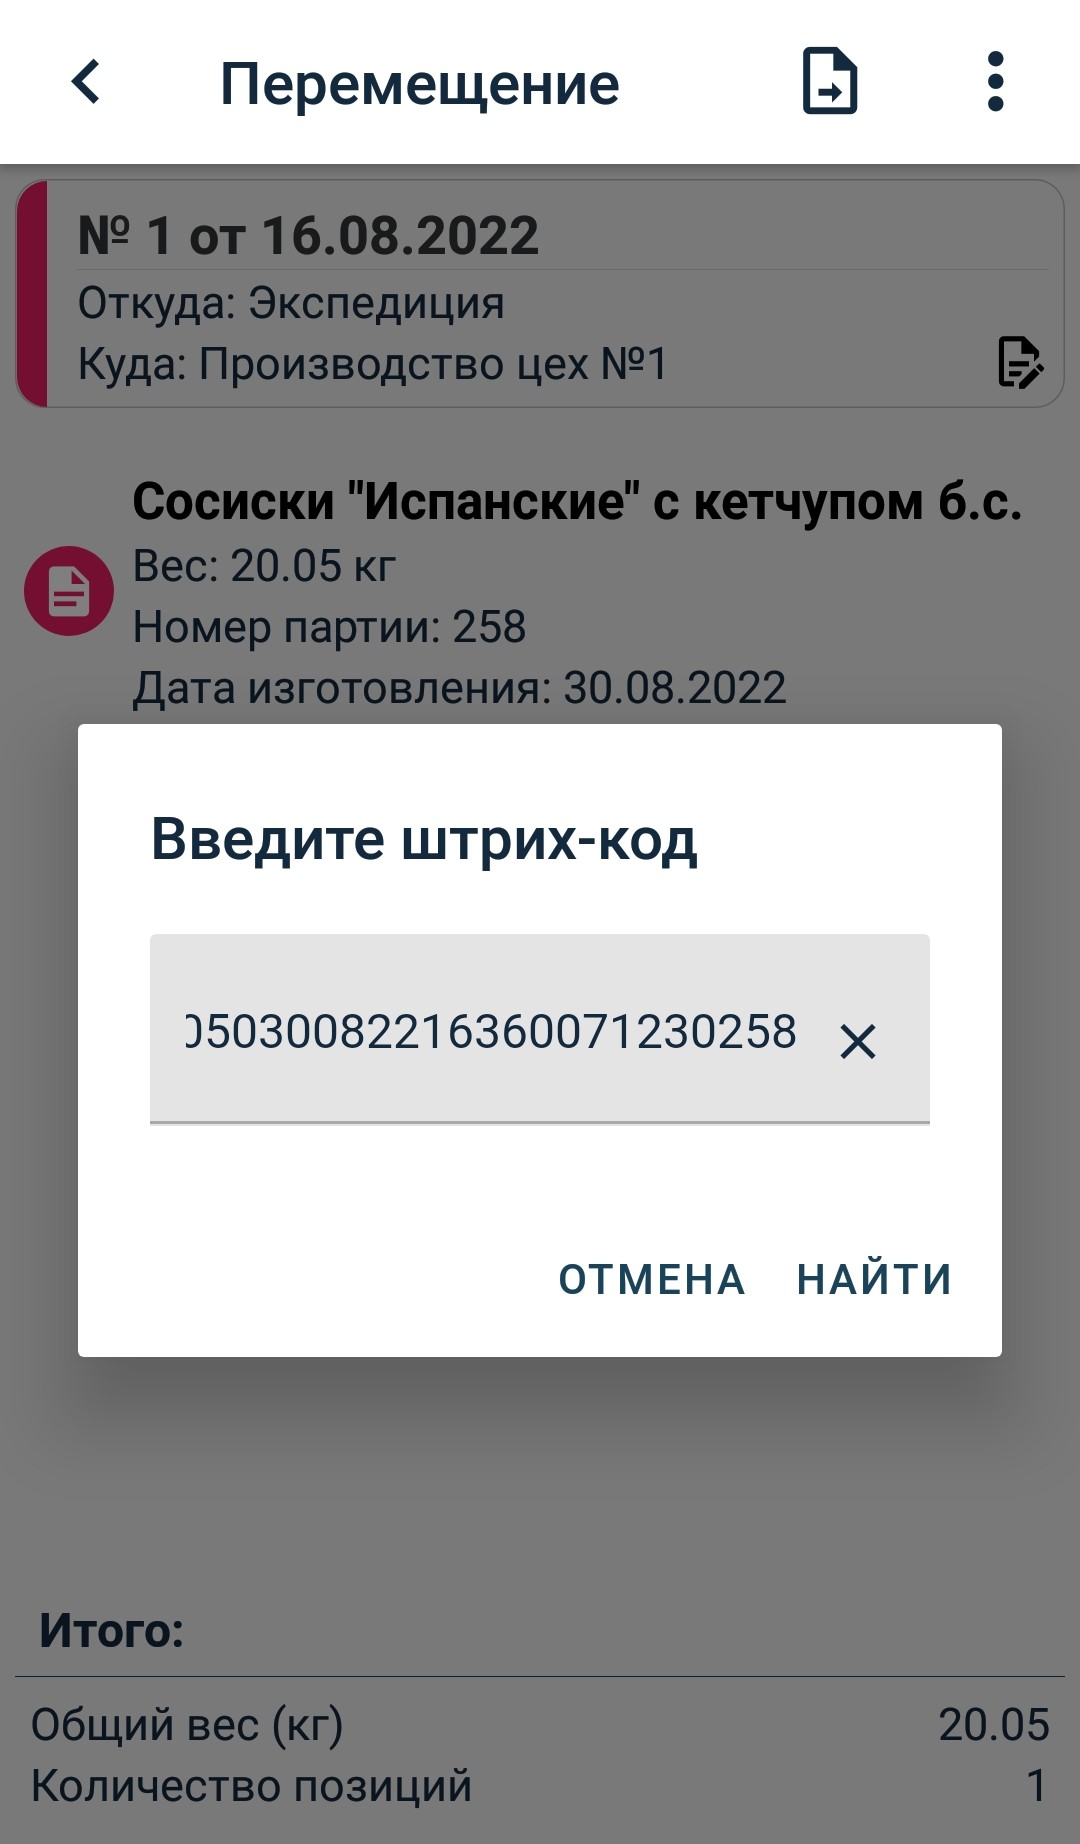 Перемещение
№ 1 от 16.08.2022
Откуда: Экспедиция
Куда: Производство цех №1
Сосиски "Испанские" с кетчупом б.с.
Вес: 20.05 кг
Номер партии: 258
Дата изготовления: 30.08.2022
Введите штрих-код
05030082216360071230258
ОТМЕНА НАЙТИ
Итого:
Общий вес (кг) 20.05
Количество позиций 1